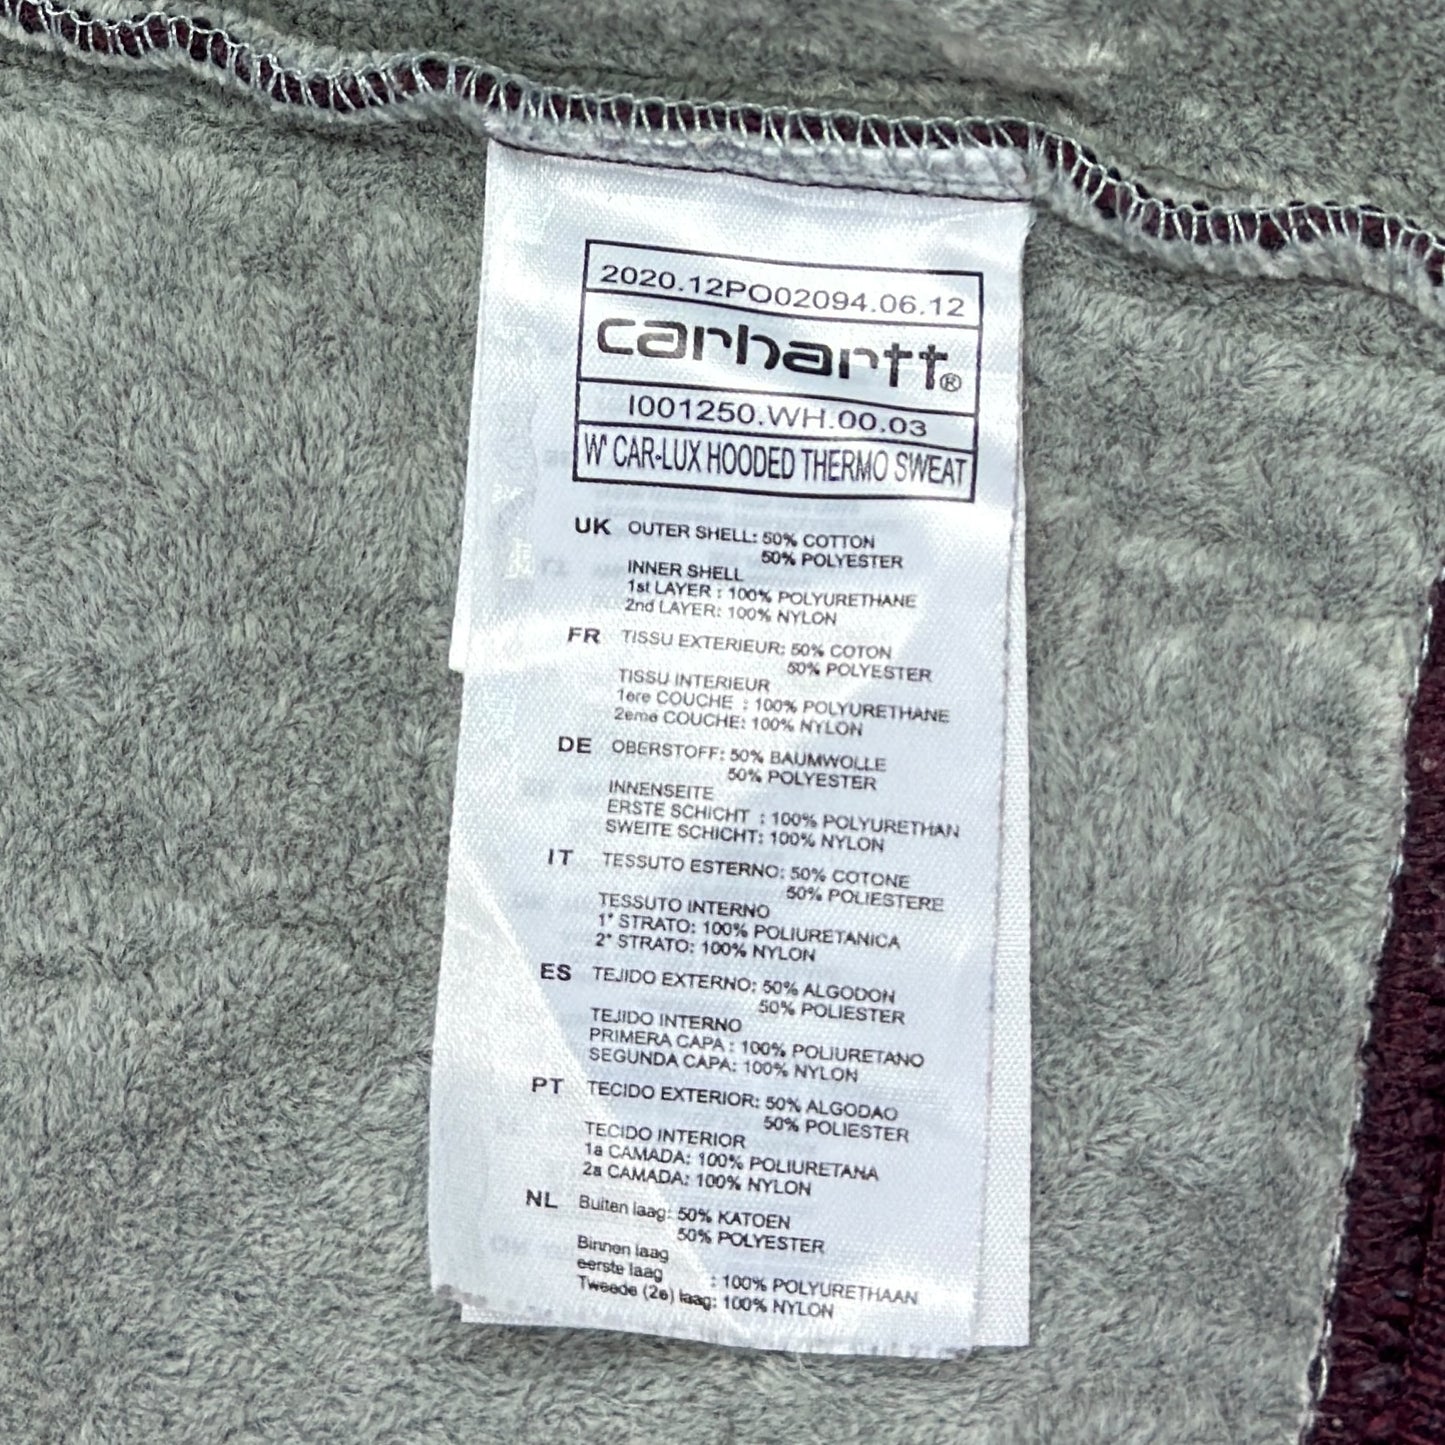 2020.12PO02094.06.12
carhartt®
I001250.WH.00.03
W' CAR-LUX HOODED THERMO SWEAT
UK OUTER SHELL: 50% COTTON
50% POLYESTER
INNER SHELL
1st LAYER : 100% POLYURETHANE
2nd LAYER: 100% NYLON
FR TISSU EXTERIEUR: 50% COTON
50% POLYESTER
TISSU INTERIEUR
1ere COUCHE : 100% POLYURETHANE
2eme COUCHE: 100% NYLON
DE OBERSTOFF: 50% BAUMWOLLE
50% POLYESTER
INNENSEITE
ERSTE SCHICHT : 100% POLYURETHAN
SWEITE SCHICHT: 100% NYLON
IT TESSUTO ESTERNO: 50% COTONE
50% POLIESTERE
TESSUTO INTERNO
1° STRATO: 100% POLIURETANICA
2° STRATO: 100% NYLON
ES TEJIDO EXTERNO: 50% ALGODON
50% POLIESTER
TEJIDO INTERNO
PRIMERA CAPA : 100% POLIURETANO
SEGUNDA CAPA: 100% NYLON
PT TECIDO EXTERIOR: 50% ALGODAO
50% POLIESTER
TECIDO INTERIOR
1a CAMADA: 100% POLIURETANA
2a CAMADA: 100% NYLON
NL Buiten laag: 50% KATOEN
50% POLYESTER
Binnen laag
eerste laag : 100% POLYURETHAAN
Tweede (2e) laag: 100% NYLON